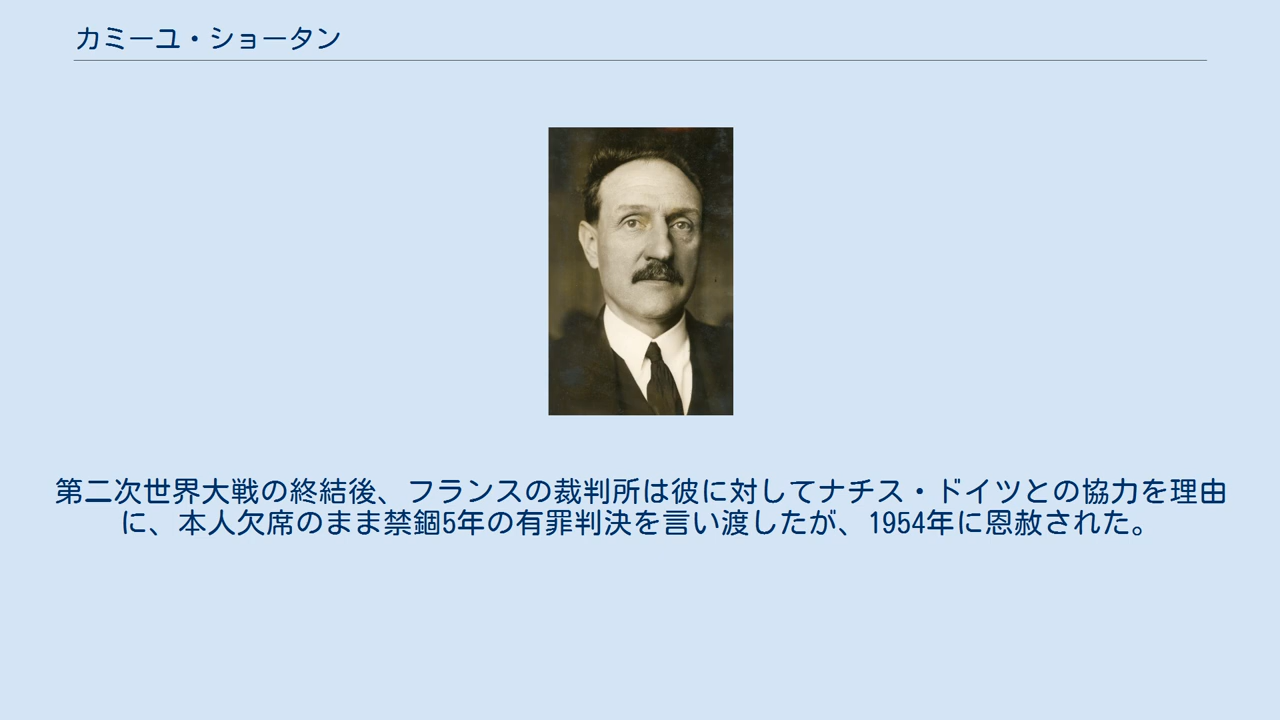 カミーユ・ショータン
第二次世界大戦の終結後、フランスの裁判所は彼に対してナチス・ドイツとの協力を理由
に、本人欠席のまま禁錮5年の有罪判決を言い渡したが、1954年に恩赦された。